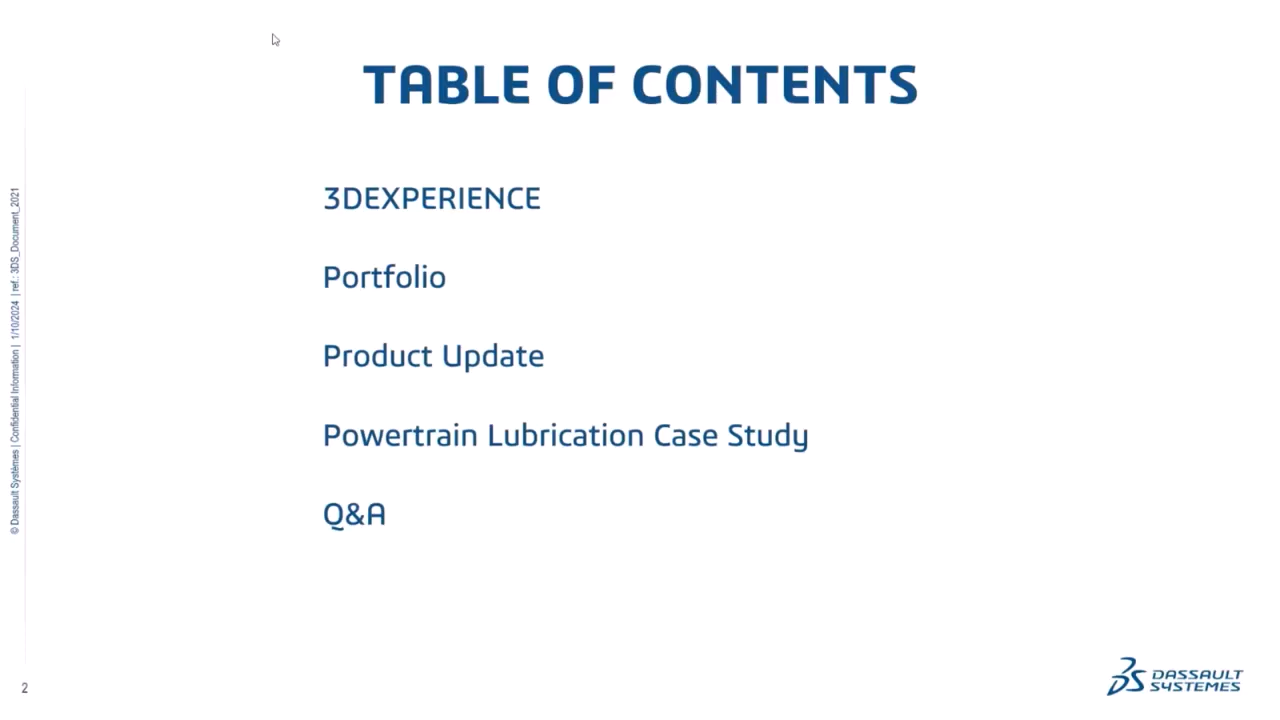 TABLE OF CONTENTS
3DEXPERIENCE
Portfolio
Product Update
Powertrain Lubrication Case Study
Q&A
© Dassault Systèmes | Confidential Information | 1/10/2024 | ref.: 3DS_Document_2021
2
3DS DASSAULT
SYSTEMES